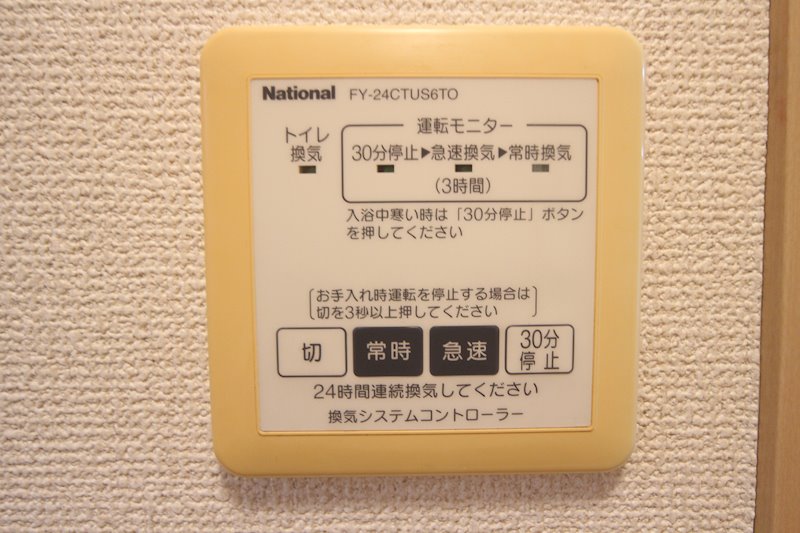 National FY-24CTUS6TO
トイレ
換気
運転モニター
30分停止▶急速換気▶常時換気
(3時間)
入浴中寒い時は「30分停止」ボタン
を押してください
お手入れ時運転を停止する場合は
切を3秒以上押してください
切 常時 急速 30分
停止
24時間連続換気してください
換気システムコントローラー